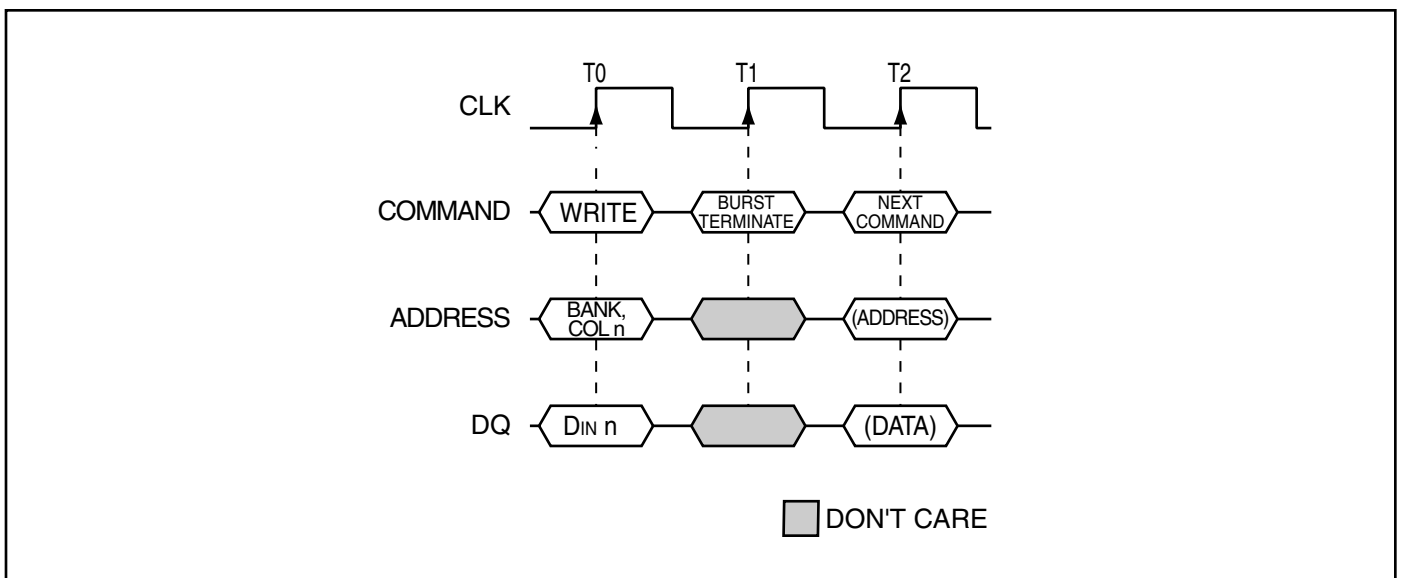 T0 T1 T2
CLK
COMMAND WRITE BURST TERMINATE NEXT COMMAND
ADDRESS BANK, COL n (ADDRESS)
DQ DIN n (DATA)
DON'T CARE